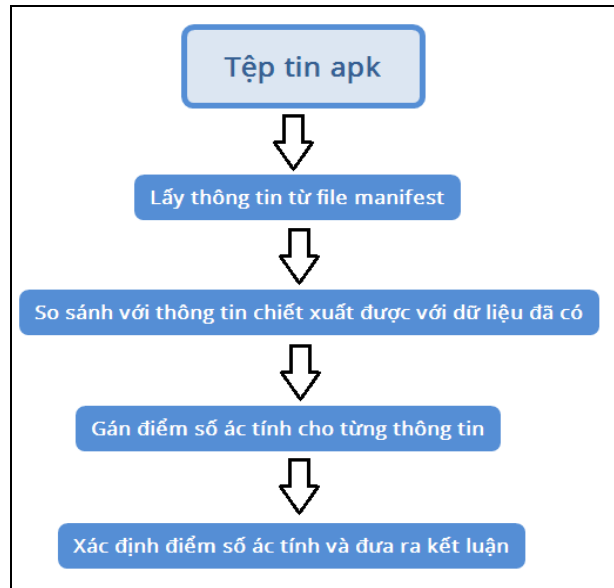 Tệp tin apk
Lấy thông tin từ file manifest
So sánh với thông tin chiết xuất được với dữ liệu đã có
Gán điểm số ác tính cho từng thông tin
Xác định điểm số ác tính và đưa ra kết luận